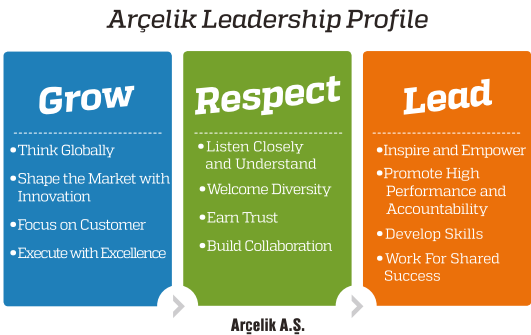 Arçelik Leadership Profile
Grow
•Think Globally
•Shape the Market with
Innovation
•Focus on Customer
•Execute with Excellence
Respect
•Listen Closely
and Understand
•Welcome Diversity
•Earn Trust
•Build Collaboration
Lead
•Inspire and Empower
•Promote High
Performance and
Accountability
•Develop Skills
•Work For Shared
Success
Arçelik A.Ş.